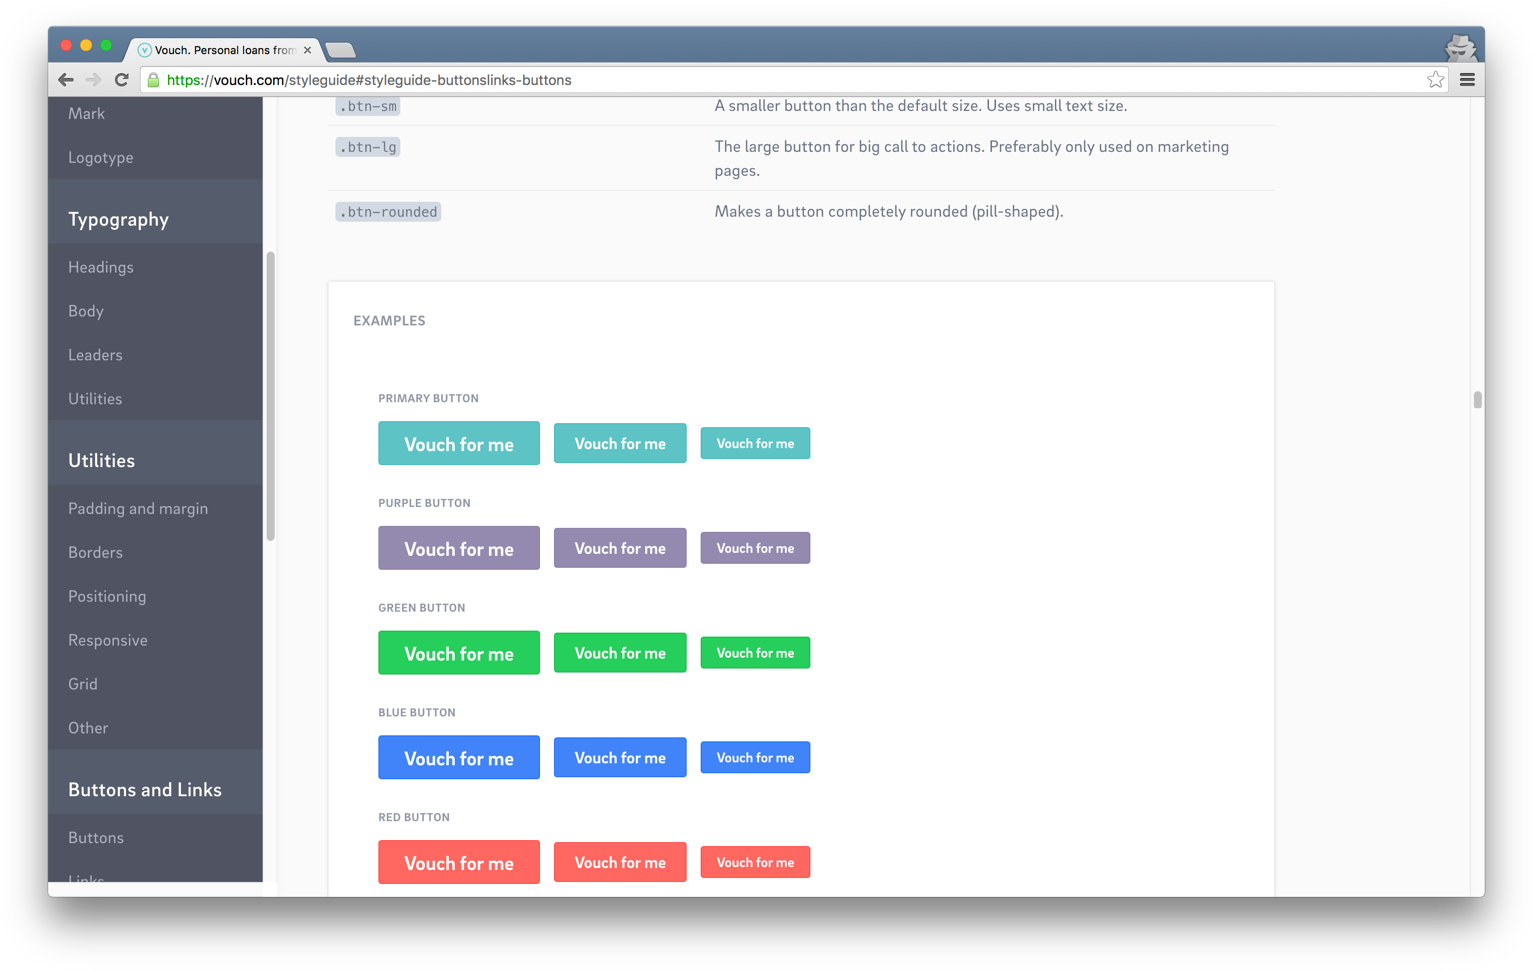 Vouch. Personal loans from
https://vouch.com/styleguide#styleguide-buttonslinks-buttons
Mark
Logotype
Typography
Headings
Body
Leaders
Utilities
Utilities
Padding and margin
Borders
Positioning
Responsive
Grid
Other
Buttons and Links
Buttons
Links
.btn-sm
A smaller button than the default size. Uses small text size.
.btn-lg
The large button for big call to actions. Preferably only used on marketing
pages.
.btn-rounded
Makes a button completely rounded (pill-shaped).
EXAMPLES
PRIMARY BUTTON
Vouch for me Vouch for me Vouch for me
PURPLE BUTTON
Vouch for me Vouch for me Vouch for me
GREEN BUTTON
Vouch for me Vouch for me Vouch for me
BLUE BUTTON
Vouch for me Vouch for me Vouch for me
RED BUTTON
Vouch for me Vouch for me Vouch for me